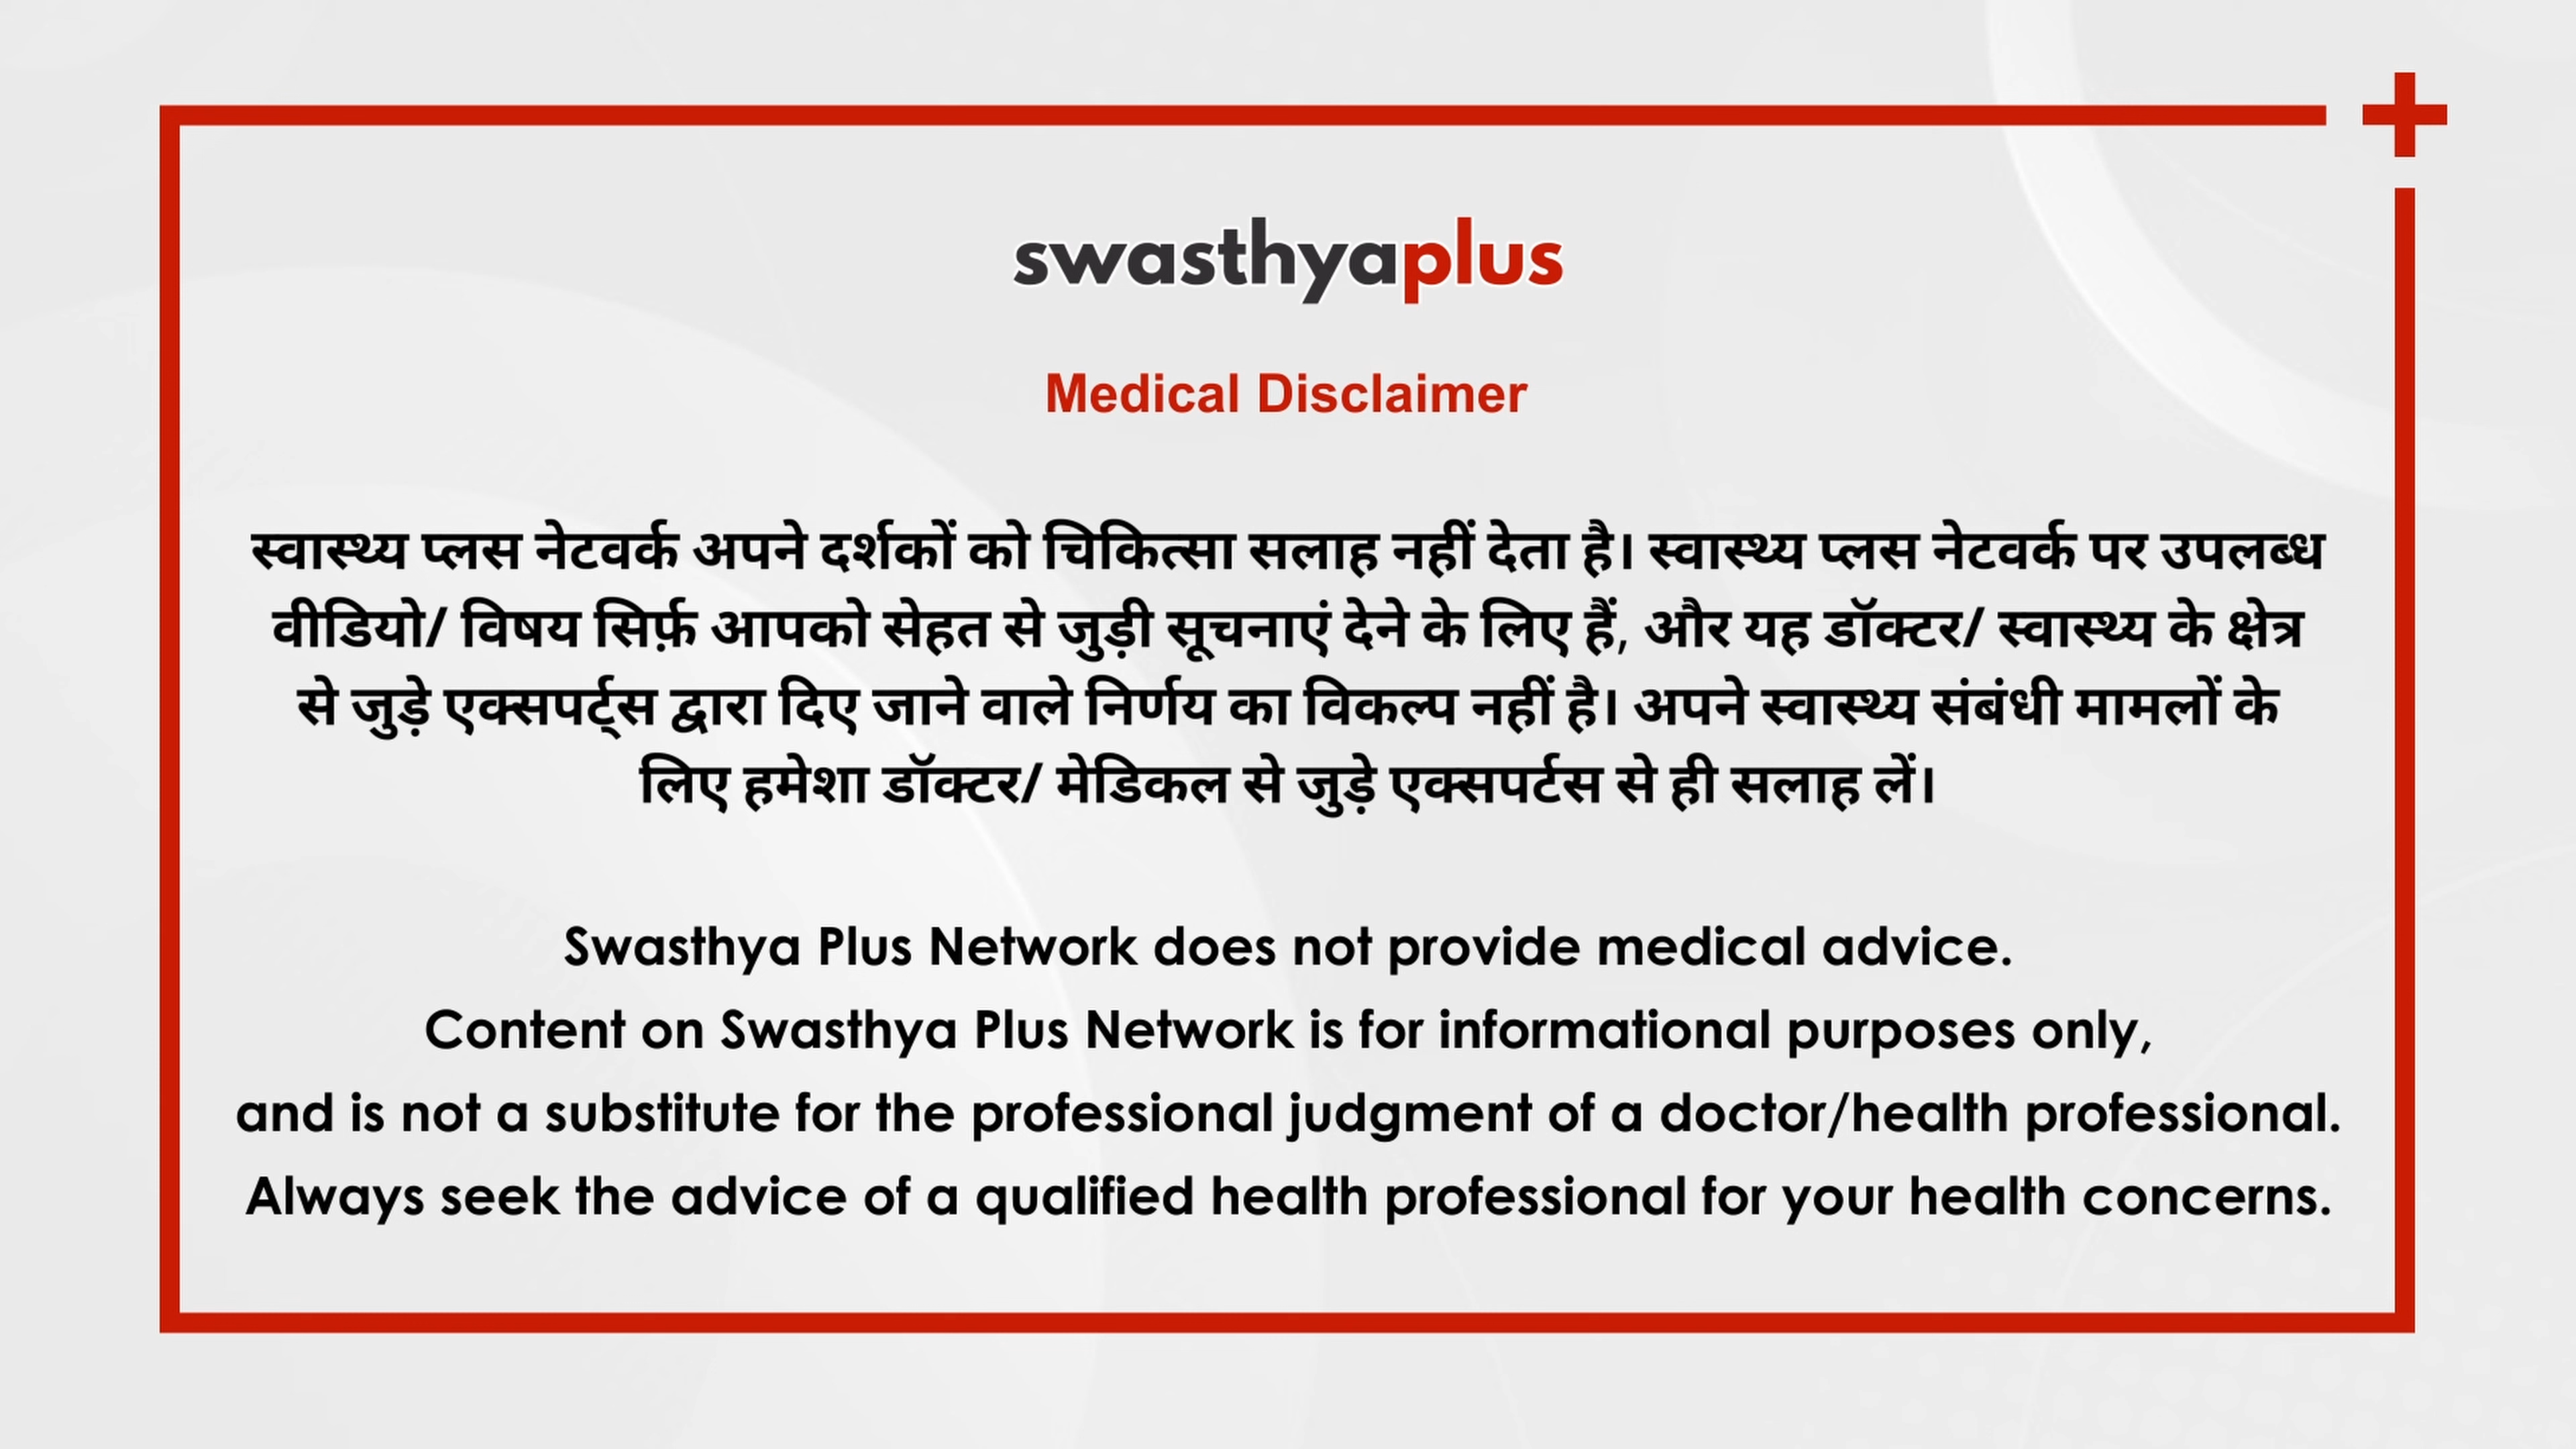 swasthyaplus
Medical Disclaimer
स्वास्थ्य प्लस नेटवर्क अपने दर्शकों को चिकित्सा सलाह नहीं देता है। स्वास्थ्य प्लस नेटवर्क पर उपलब्ध
वीडियो/ विषय सिर्फ़ आपको सेहत से जुड़ी सूचनाएं देने के लिए हैं, और यह डॉक्टर/ स्वास्थ्य के क्षेत्र
से जुड़े एक्सपर्ट्स द्वारा दिए जाने वाले निर्णय का विकल्प नहीं है। अपने स्वास्थ्य संबंधी मामलों के
लिए हमेशा डॉक्टर/ मेडिकल से जुड़े एक्सपर्टस से ही सलाह लें।
Swasthya Plus Network does not provide medical advice.
Content on Swasthya Plus Network is for informational purposes only,
and is not a substitute for the professional judgment of a doctor/health professional.
Always seek the advice of a qualified health professional for your health concerns.